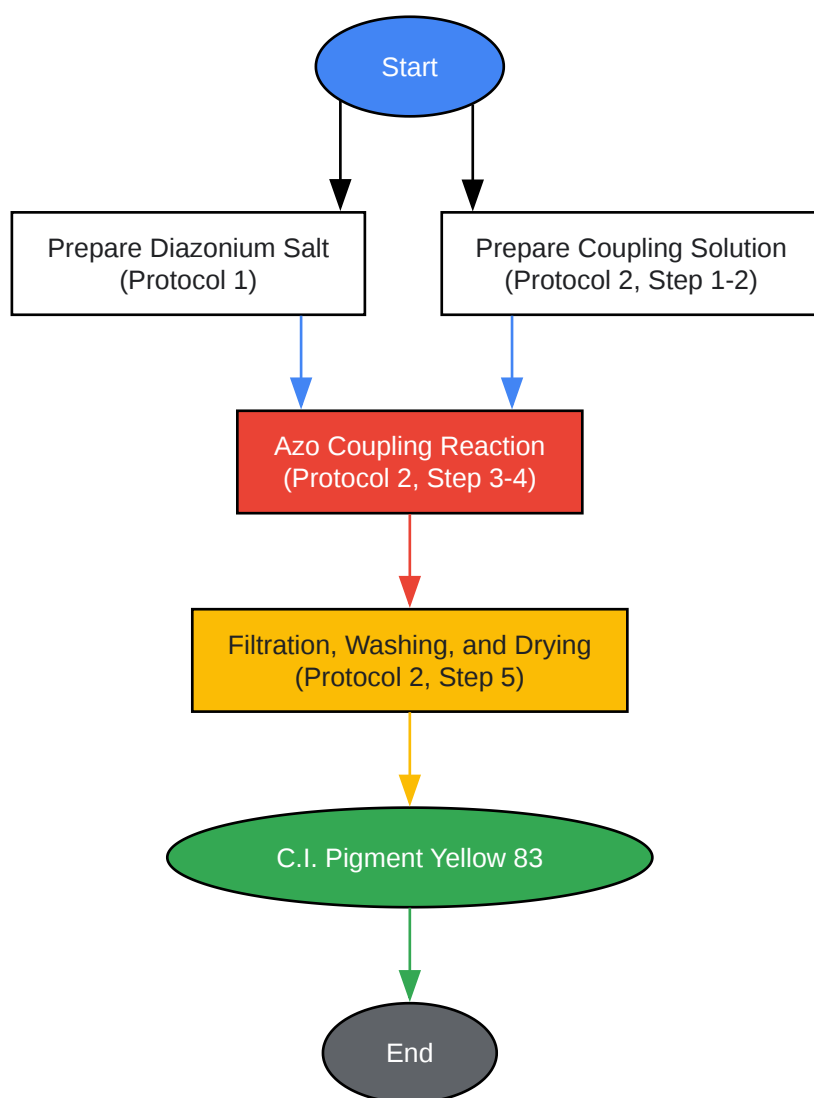 Start
Prepare Diazonium Salt
(Protocol 1)
Prepare Coupling Solution
(Protocol 2, Step 1-2)
Azo Coupling Reaction
(Protocol 2, Step 3-4)
Filtration, Washing, and Drying
(Protocol 2, Step 5)
C.I. Pigment Yellow 83
End